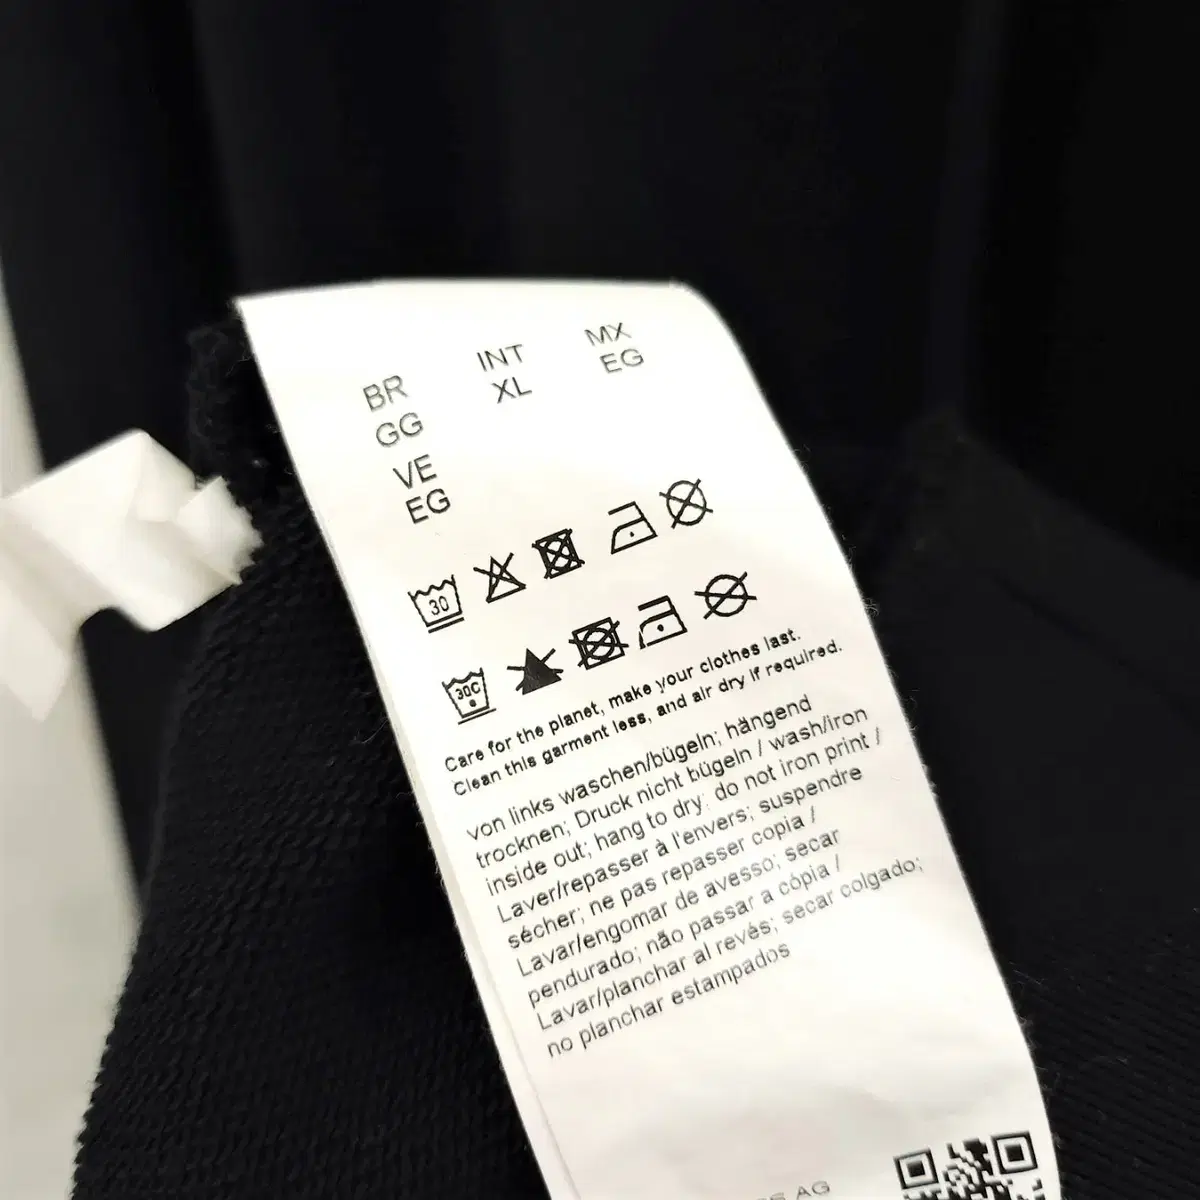 BR INT MX
GG XL EG
VE
EG
30
30C
Care for the planet, make your clothes last.
Clean this garment less, and air dry if required.
von links waschen/bügeln; hängend
trocknen; Druck nicht bügeln / wash/iron
inside out; hang to dry; do not iron print /
Laver/repasser à l'envers; suspendre
sécher; ne pas repasser copia /
Lavar/engomar de avesso; secar
pendurado; não passar a cópia /
Lavar/planchar al revés; secar colgado;
no planchar estampados
AG